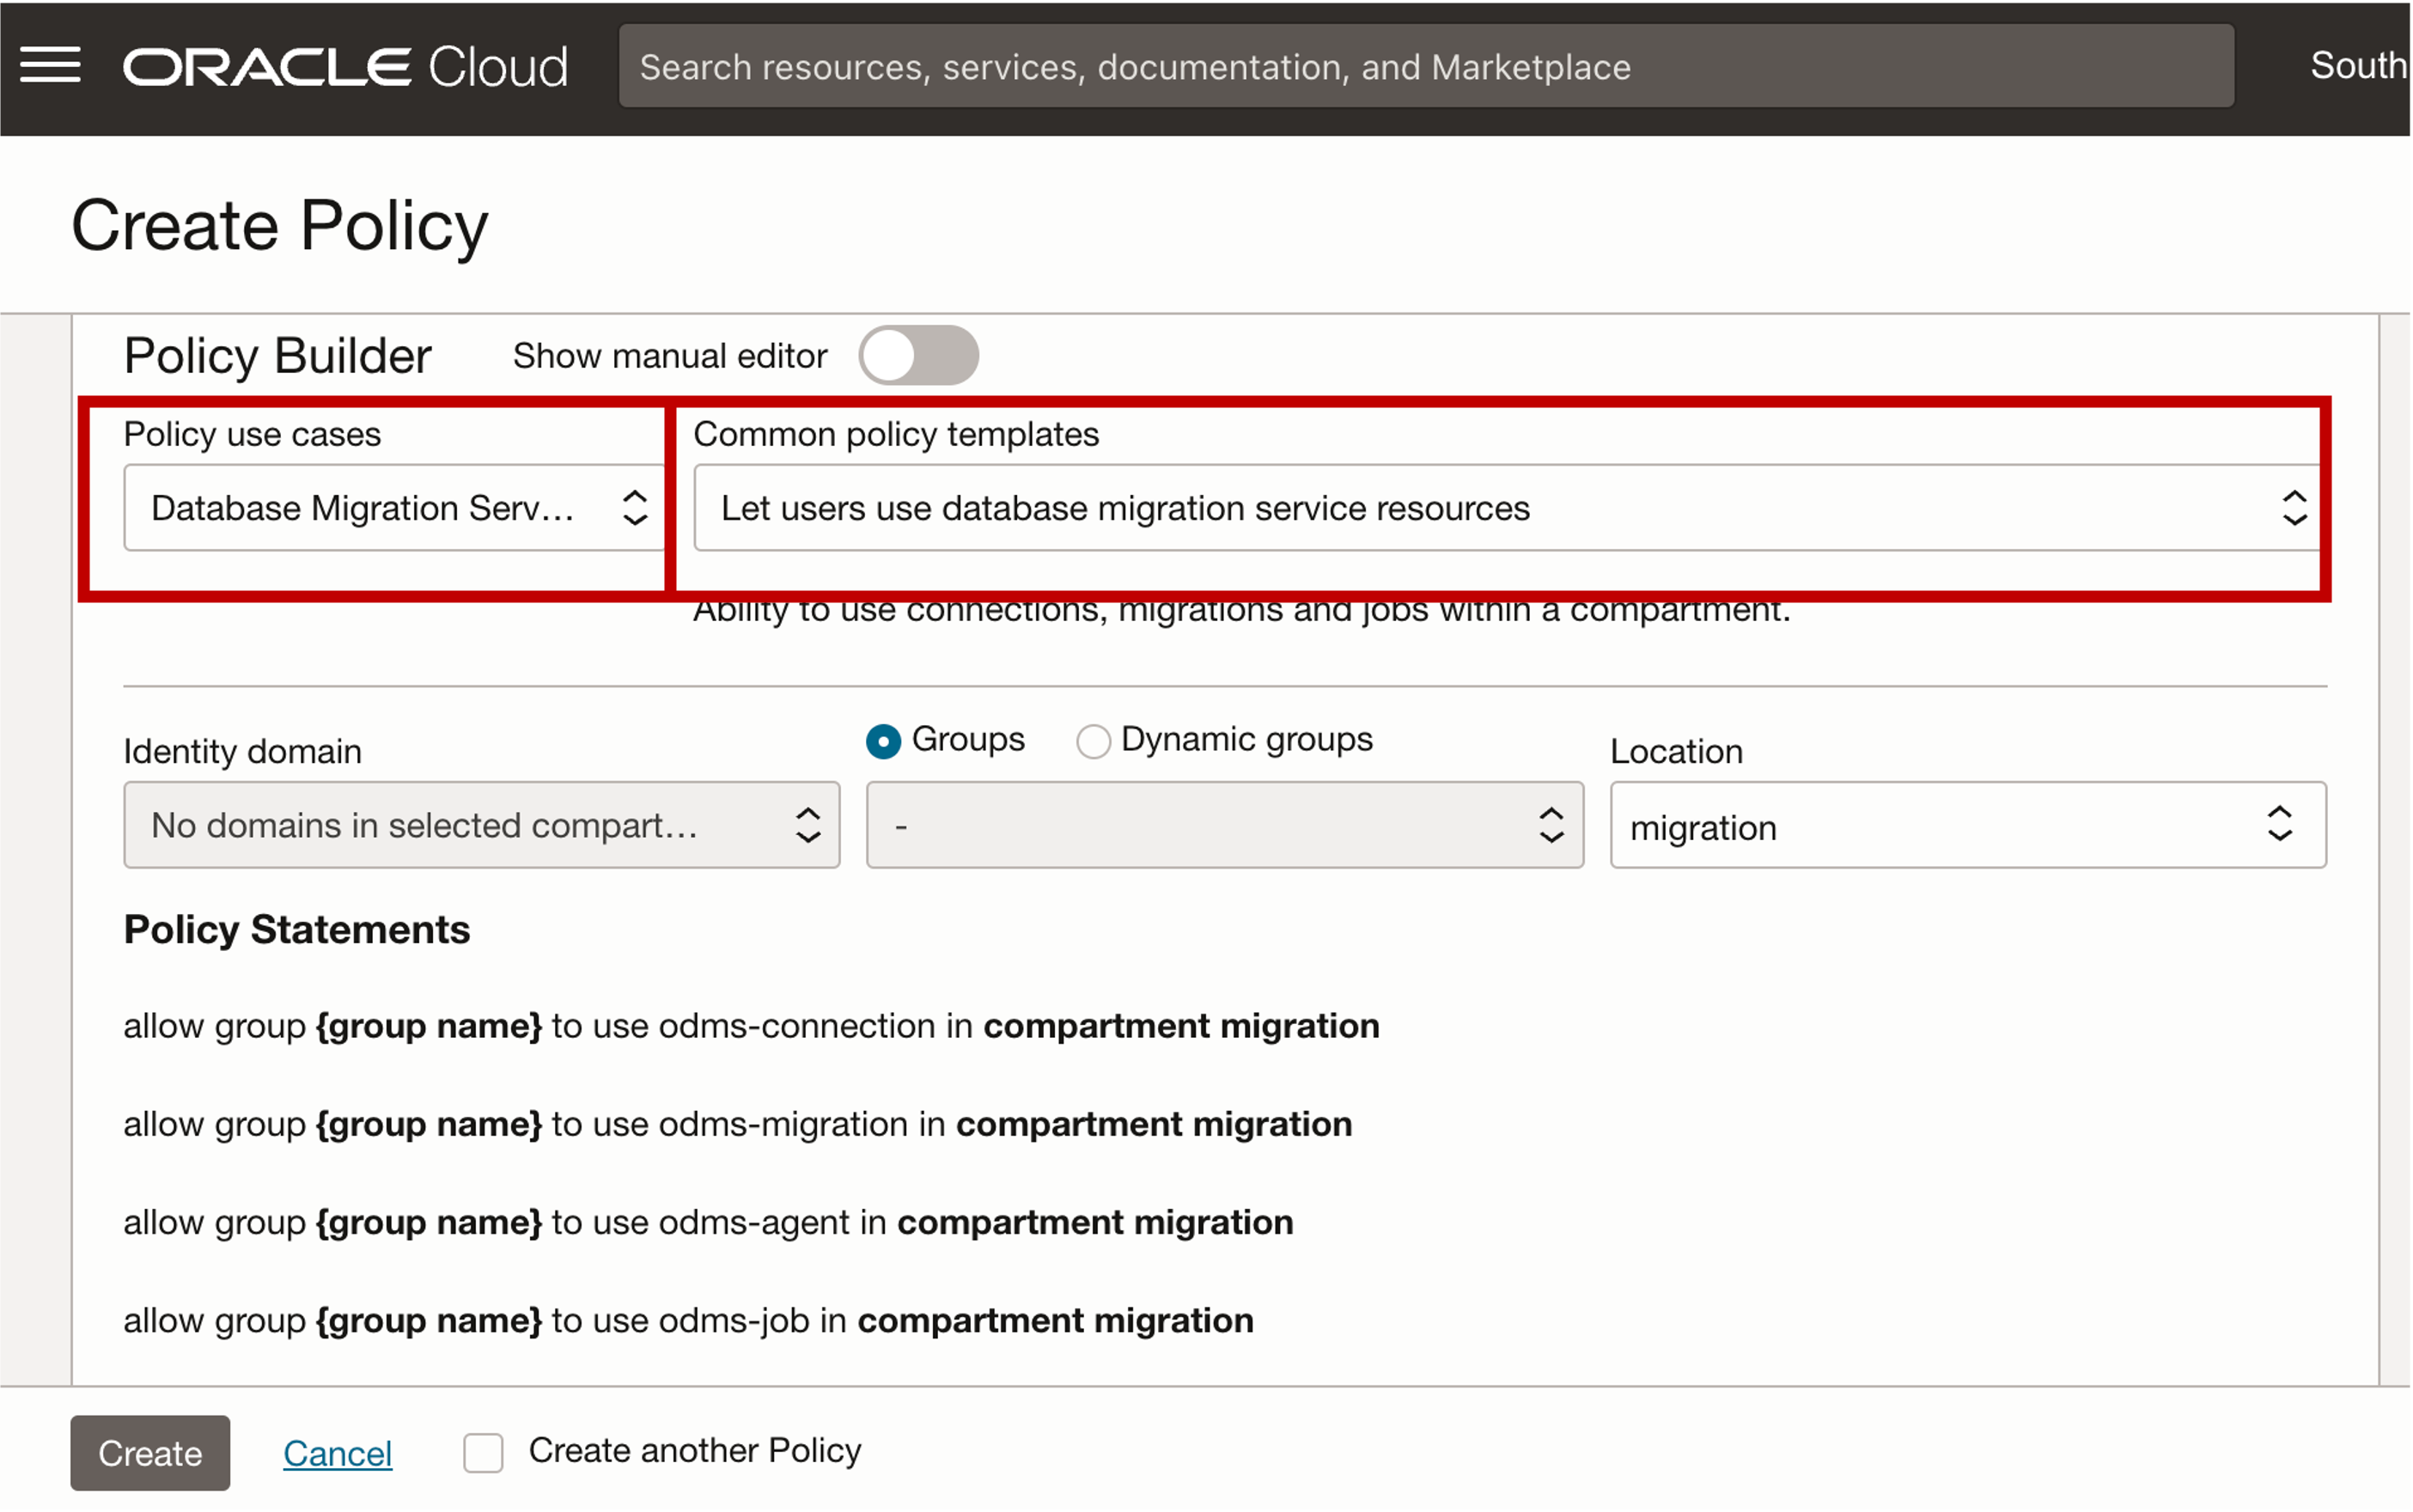 ORACLE Cloud
Search resources, services, documentation, and Marketplace
South
Create Policy
Policy Builder
Show manual editor
Policy use cases
Common policy templates
Database Migration Serv...
Let users use database migration service resources
Ability to use connections, migrations and jobs within a compartment.
Identity domain
Groups
Dynamic groups
Location
No domains in selected compart...
-
migration
Policy Statements
allow group {group name} to use odms-connection in compartment migration
allow group {group name} to use odms-migration in compartment migration
allow group {group name} to use odms-agent in compartment migration
allow group {group name} to use odms-job in compartment migration
Create
Cancel
Create another Policy